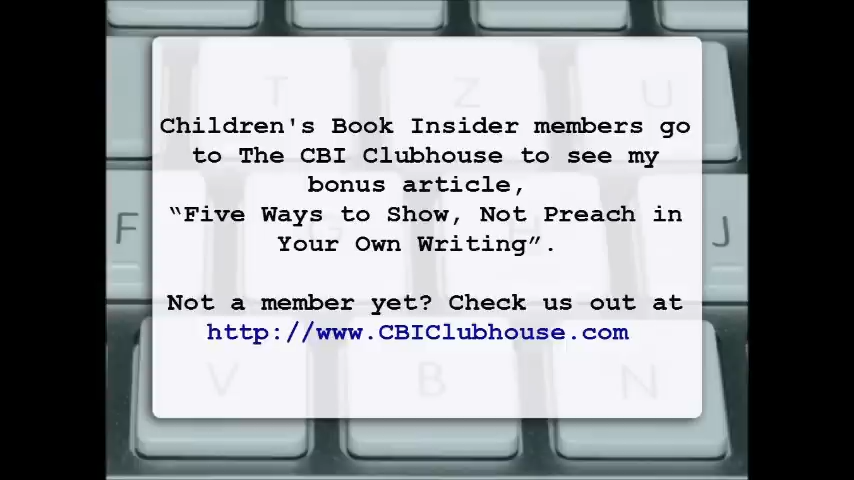 T Z U
Children's Book Insider members go
to The CBI Clubhouse to see my
bonus article,
“Five Ways to Show, Not Preach in
Your Own Writing”.
F G H J
Not a member yet? Check us out at
http://www.CBIClubhouse.com
V B N